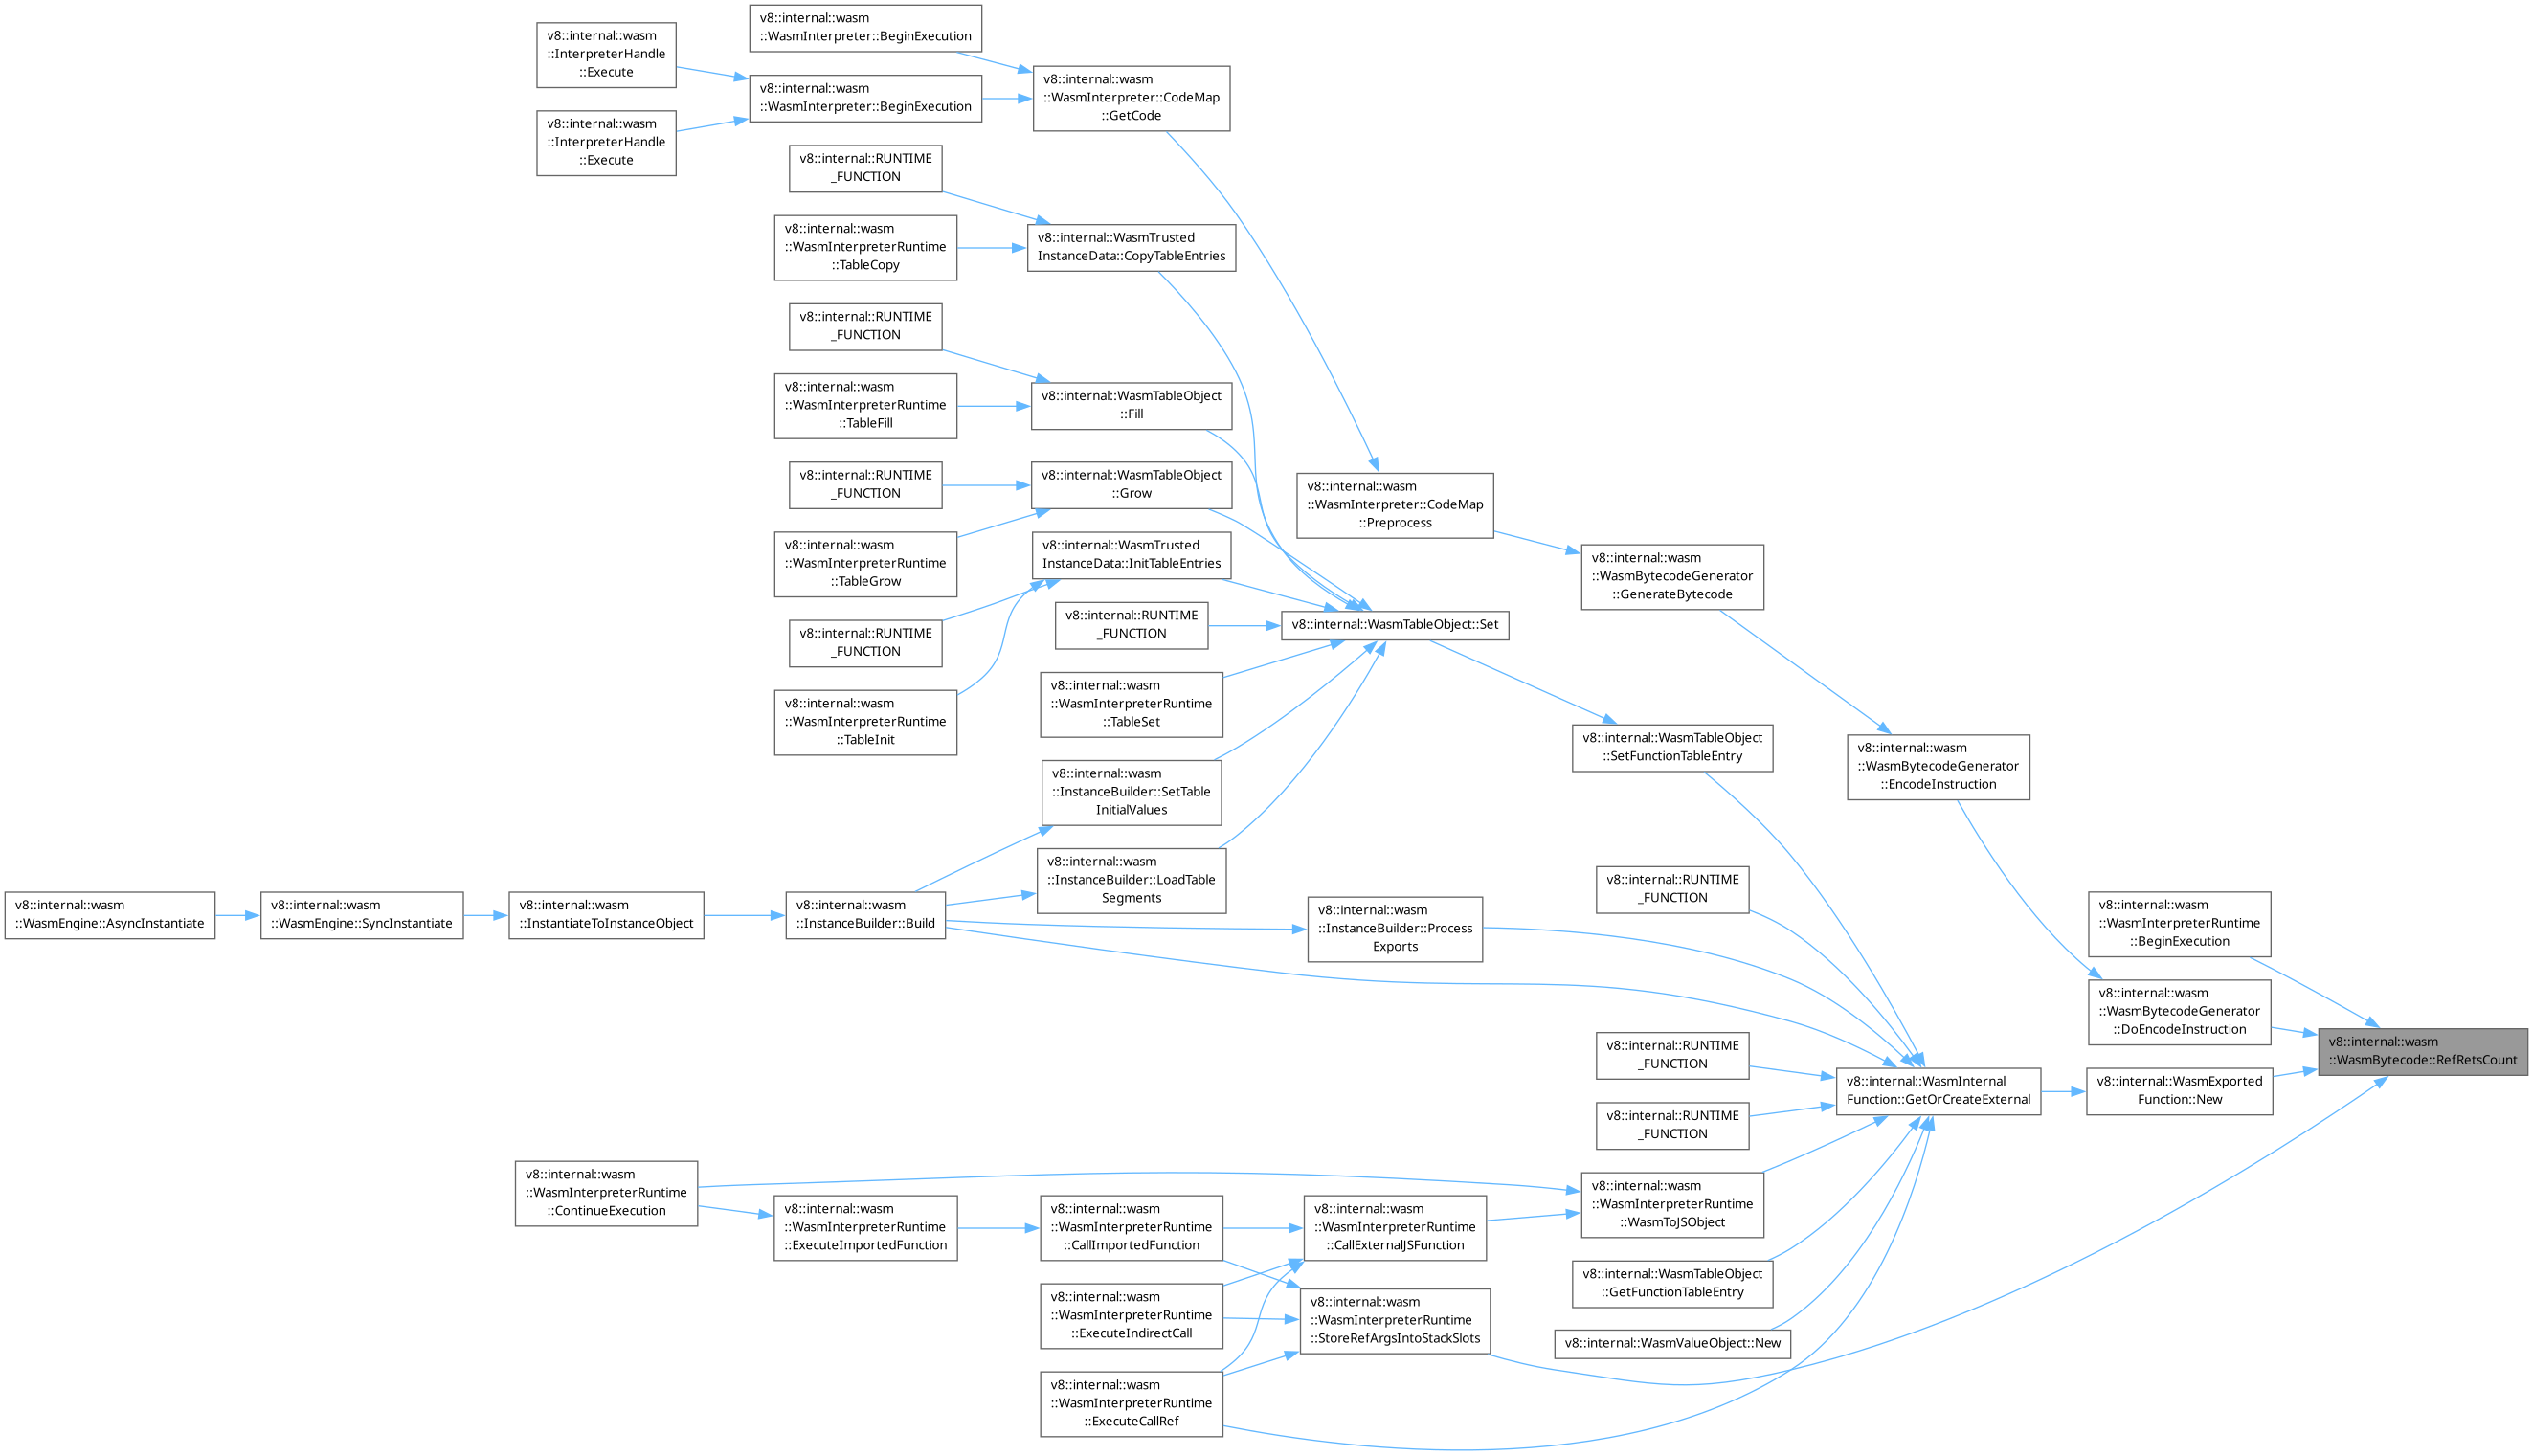 v8::internal::wasm
::WasmInterpreter::BeginExecution
v8::internal::wasm
::InterpreterHandle
::Execute
v8::internal::wasm
::WasmInterpreter::CodeMap
::GetCode
v8::internal::wasm
::WasmInterpreter::BeginExecution
v8::internal::wasm
::InterpreterHandle
::Execute
v8::internal::RUNTIME
_FUNCTION
v8::internal::wasm
::WasmInterpreterRuntime
::TableCopy
v8::internal::WasmTrusted
InstanceData::CopyTableEntries
v8::internal::RUNTIME
_FUNCTION
v8::internal::wasm
::WasmInterpreterRuntime
::TableFill
v8::internal::WasmTableObject
::Fill
v8::internal::RUNTIME
_FUNCTION
v8::internal::WasmTableObject
::Grow
v8::internal::wasm
::WasmInterpreter::CodeMap
::Preprocess
v8::internal::wasm
::WasmInterpreterRuntime
::TableGrow
v8::internal::WasmTrusted
InstanceData::InitTableEntries
v8::internal::wasm
::WasmBytecodeGenerator
::GenerateBytecode
v8::internal::RUNTIME
_FUNCTION
v8::internal::RUNTIME
_FUNCTION
v8::internal::WasmTableObject::Set
v8::internal::wasm
::WasmInterpreterRuntime
::TableInit
v8::internal::wasm
::WasmInterpreterRuntime
::TableSet
v8::internal::WasmTableObject
::SetFunctionTableEntry
v8::internal::wasm
::WasmBytecodeGenerator
::EncodeInstruction
v8::internal::wasm
::InstanceBuilder::SetTable
InitialValues
v8::internal::wasm
::InstanceBuilder::LoadTable
Segments
v8::internal::RUNTIME
_FUNCTION
v8::internal::wasm
::WasmEngine::AsyncInstantiate
v8::internal::wasm
::WasmEngine::SyncInstantiate
v8::internal::wasm
::InstantiateToInstanceObject
v8::internal::wasm
::InstanceBuilder::Build
v8::internal::wasm
::InstanceBuilder::Process
Exports
v8::internal::wasm
::WasmInterpreterRuntime
::BeginExecution
v8::internal::wasm
::WasmBytecodeGenerator
::DoEncodeInstruction
v8::internal::wasm
::WasmBytecode::RefRetsCount
v8::internal::RUNTIME
_FUNCTION
v8::internal::WasmInternal
Function::GetOrCreateExternal
v8::internal::WasmExported
Function::New
v8::internal::RUNTIME
_FUNCTION
v8::internal::wasm
::WasmInterpreterRuntime
::ContinueExecution
v8::internal::wasm
::WasmInterpreterRuntime
::WasmToJSObject
v8::internal::wasm
::WasmInterpreterRuntime
::ExecuteImportedFunction
v8::internal::wasm
::WasmInterpreterRuntime
::CallImportedFunction
v8::internal::wasm
::WasmInterpreterRuntime
::CallExternalJSFunction
v8::internal::WasmTableObject
::GetFunctionTableEntry
v8::internal::wasm
::WasmInterpreterRuntime
::ExecuteIndirectCall
v8::internal::wasm
::WasmInterpreterRuntime
::StoreRefArgsIntoStackSlots
v8::internal::WasmValueObject::New
v8::internal::wasm
::WasmInterpreterRuntime
::ExecuteCallRef